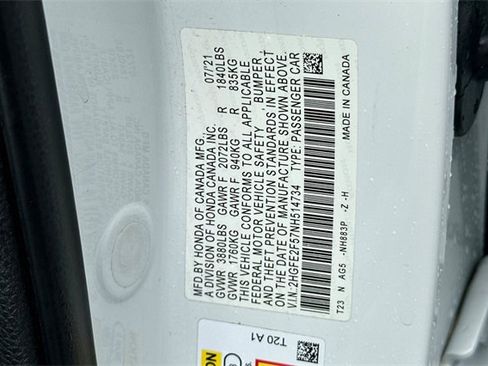 MFD BY HONDA OF CANADA MFG. 07/21
A DIVISION OF HONDA CANADA INC.
GVWR 3880LBS GAWR F 2072LBS R 1840LBS
GVWR 1760KG GAWR F 940KG R 835KG
THIS VEHICLE CONFORMS TO ALL APPLICABLE
FEDERAL MOTOR VEHICLE SAFETY, BUMPER,
AND THEFT PREVENTION STANDARDS IN EFFECT
ON THE DATE OF MANUFACTURE SHOWN ABOVE.
V.I.N: 2HGFE2F57NH514734 TYPE: PASSENGER CAR
T23 N AG5 -NH883P -Z -H MADE IN CANADA
T20 A1